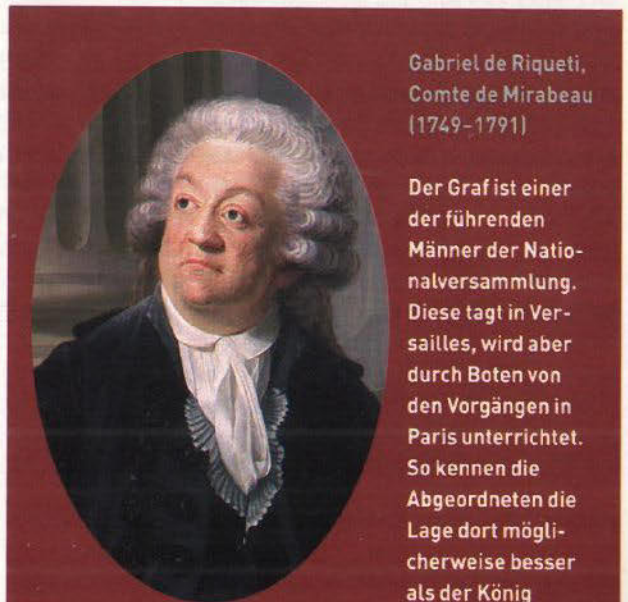 Gabriel de Riqueti,
Comte de Mirabeau
(1749–1791)
Der Graf ist einer
der führenden
Männer der Natio-
nalversammlung.
Diese tagt in Ver-
sailles, wird aber
durch Boten von
den Vorgängen in
Paris unterrichtet.
So kennen die
Abgeordneten die
Lage dort mögli-
cherweise besser
als der König